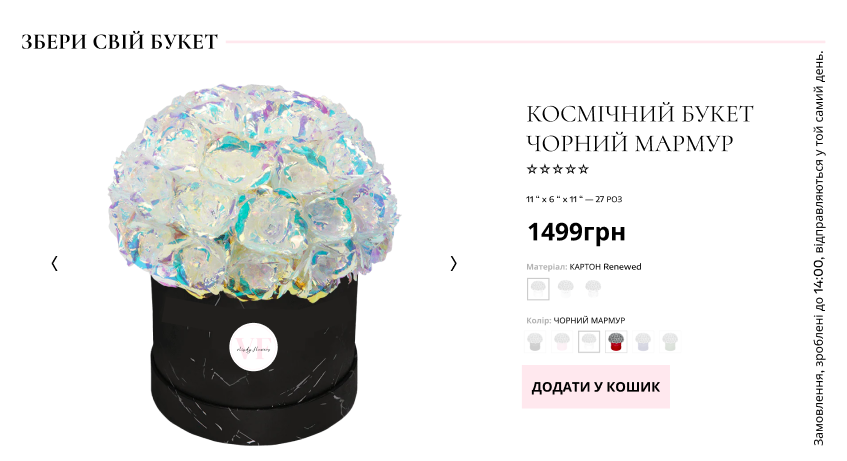 ЗБЕРИ СВІЙ БУКЕТ
КОСМІЧНИЙ БУКЕТ
ЧОРНИЙ МАРМУР
11 “ x 6 “ x 11 “ — 27 РОЗ
1499грн
Матеріал: КАРТОН Renewed
Колір: ЧОРНИЙ МАРМУР
ДОДАТИ У КОШИК
Замовлення, зроблені до 14:00, відправляються у той самий день.
VF